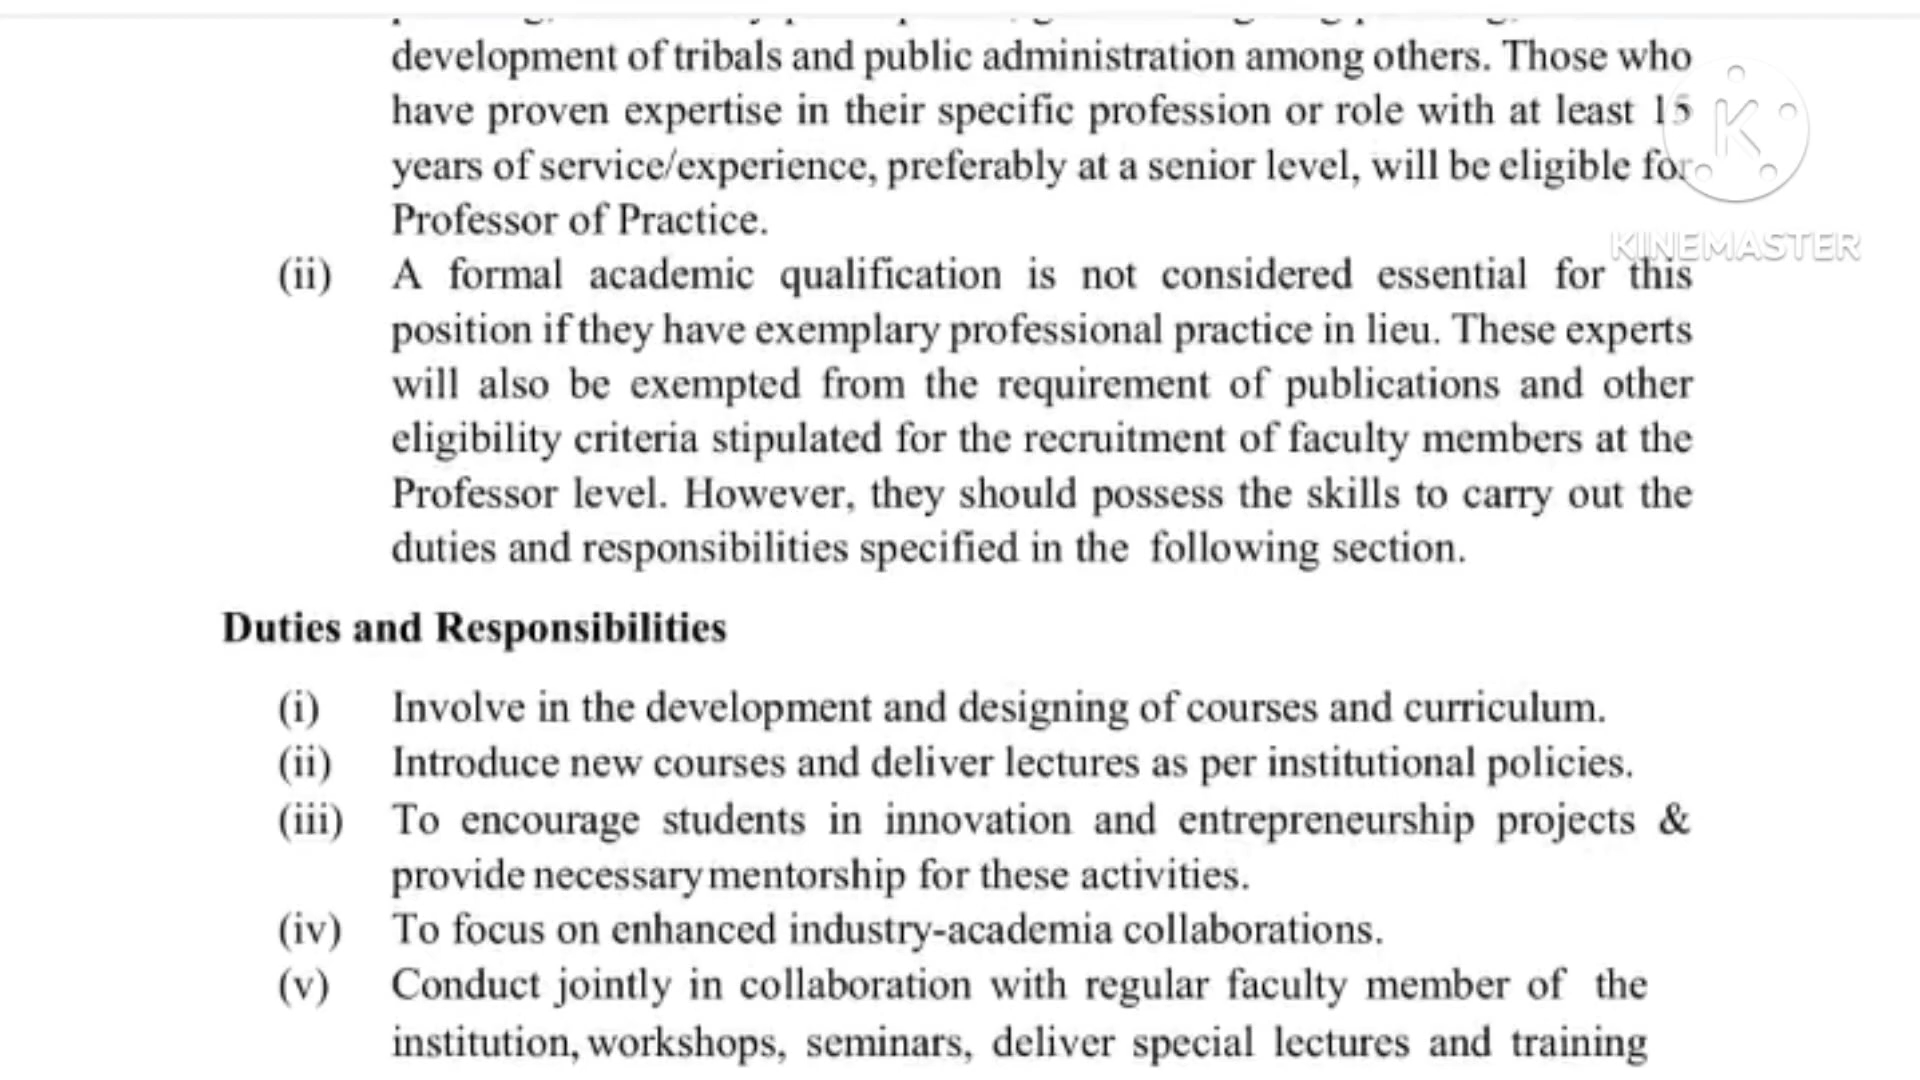 development of tribals and public administration among others. Those who
have proven expertise in their specific profession or role with at least 15
years of service/experience, preferably at a senior level, will be eligible for
Professor of Practice.
KINEMASTER
(ii) A formal academic qualification is not considered essential for this
position if they have exemplary professional practice in lieu. These experts
will also be exempted from the requirement of publications and other
eligibility criteria stipulated for the recruitment of faculty members at the
Professor level. However, they should possess the skills to carry out the
duties and responsibilities specified in the following section.
Duties and Responsibilities
(i) Involve in the development and designing of courses and curriculum.
(ii) Introduce new courses and deliver lectures as per institutional policies.
(iii) To encourage students in innovation and entrepreneurship projects &
provide necessary mentorship for these activities.
(iv) To focus on enhanced industry-academia collaborations.
(v) Conduct jointly in collaboration with regular faculty member of the
institution, workshops, seminars, deliver special lectures and training